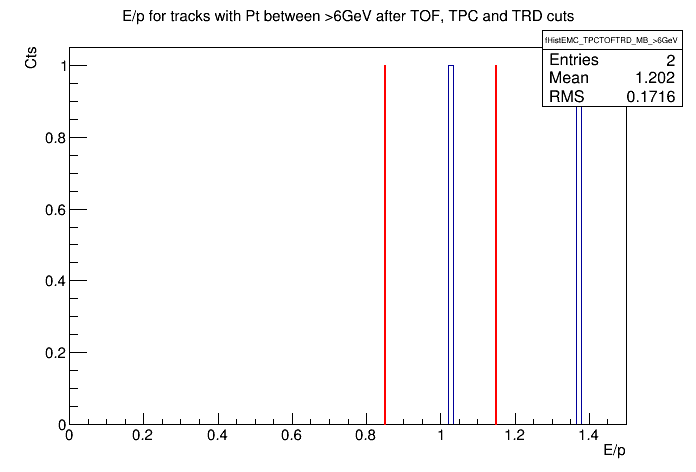 E/p for tracks with Pt between >6GeV after TOF, TPC and TRD cuts
fHistEMC_TPCTOFTRD_MB_>6GeV
Entries 2
Mean 1.202
RMS 0.1716
Cts
1
0.8
0.6
0.4
0.2
0
0 0.2 0.4 0.6 0.8 1 1.2 1.4
E/p